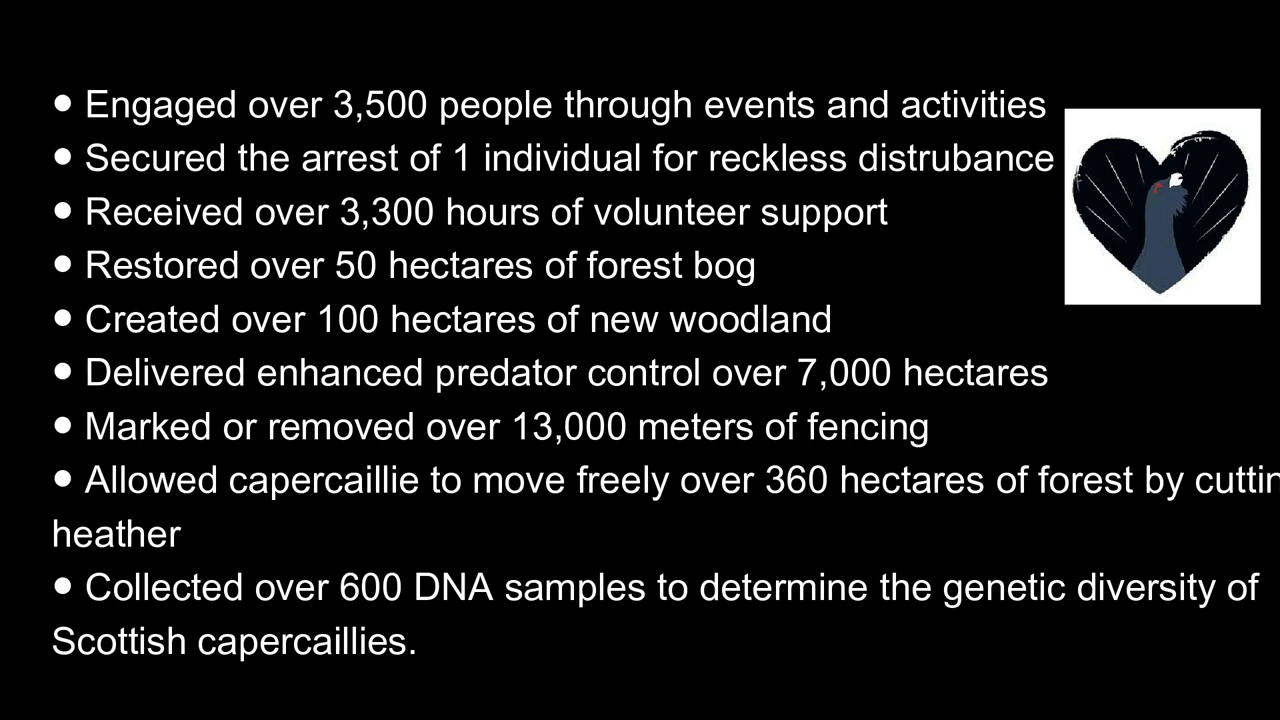 • Engaged over 3,500 people through events and activities
• Secured the arrest of 1 individual for reckless distrubance
• Received over 3,300 hours of volunteer support
• Restored over 50 hectares of forest bog
• Created over 100 hectares of new woodland
• Delivered enhanced predator control over 7,000 hectares
• Marked or removed over 13,000 meters of fencing
• Allowed capercaillie to move freely over 360 hectares of forest by cuttin
heather
• Collected over 600 DNA samples to determine the genetic diversity of
Scottish capercaillies.